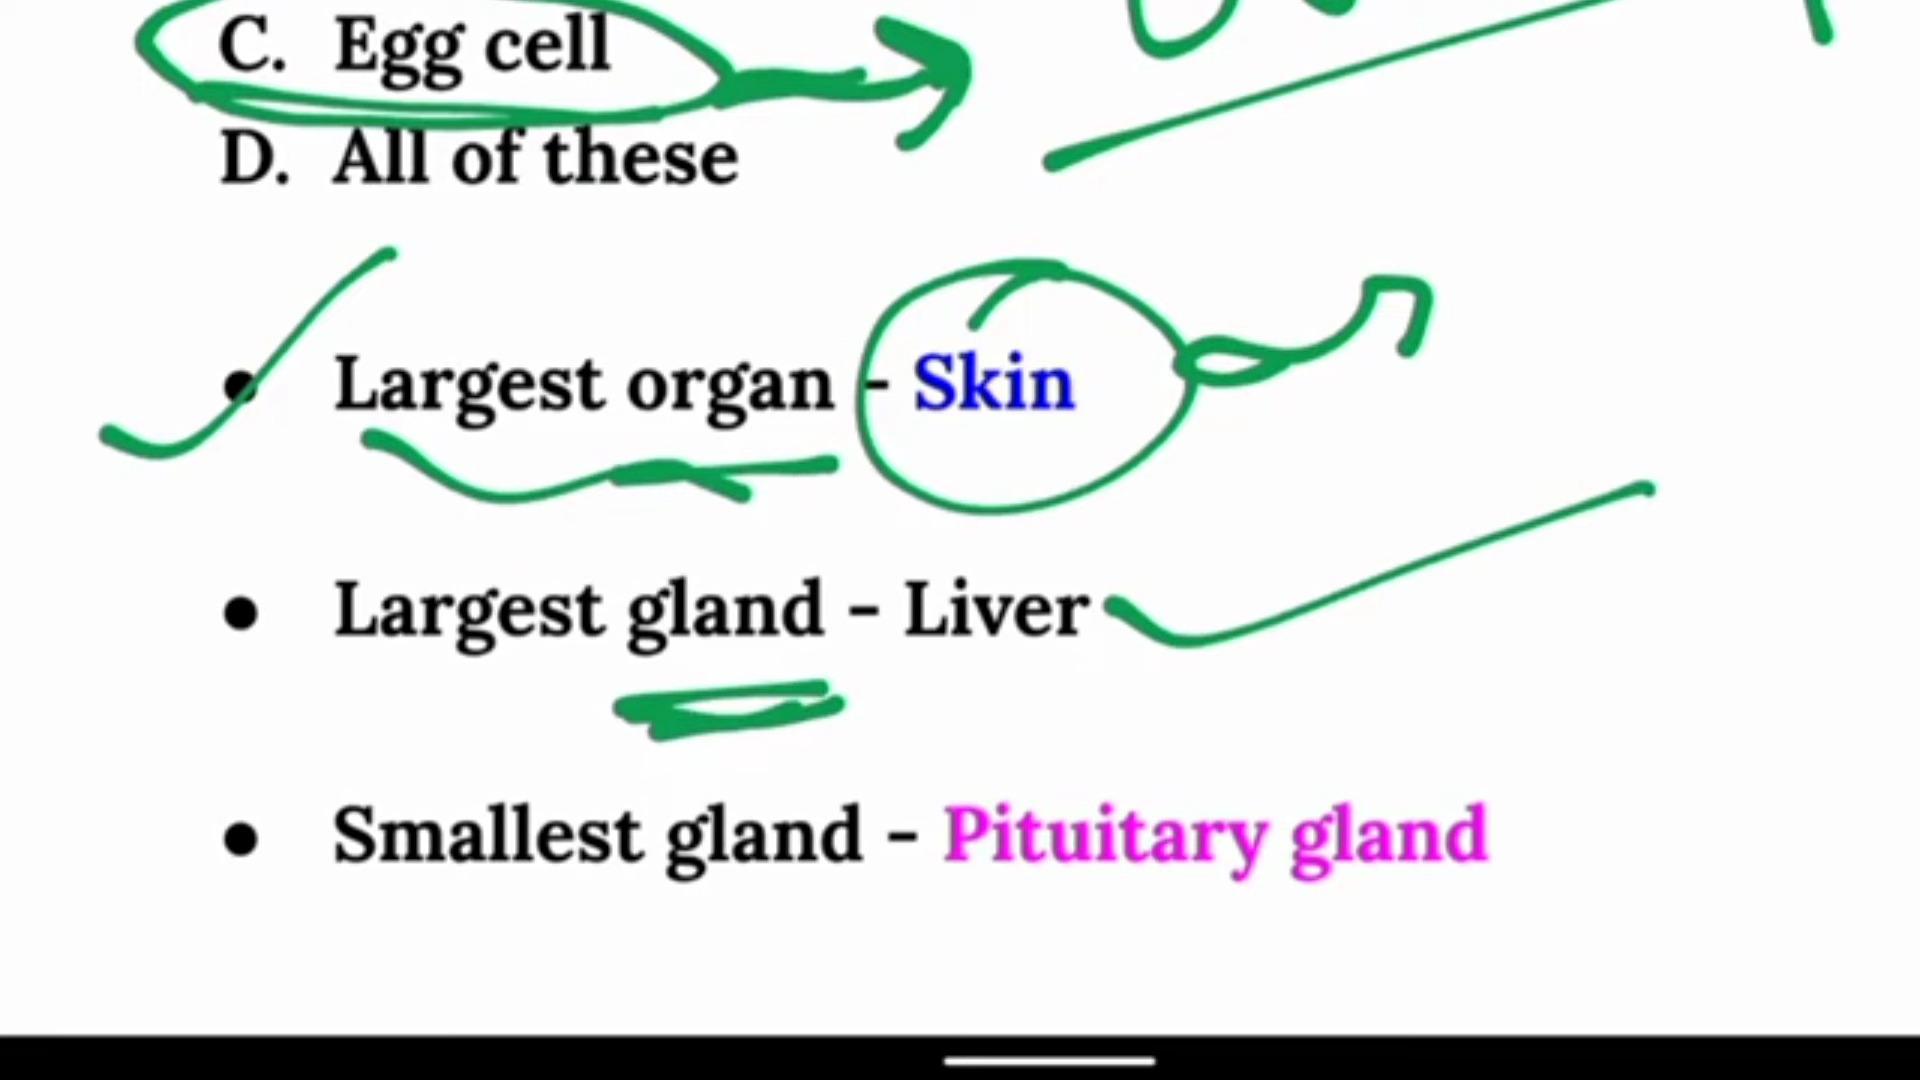 C. Egg cell
D. All of these
● Largest organ - Skin
● Largest gland - Liver
● Smallest gland - Pituitary gland